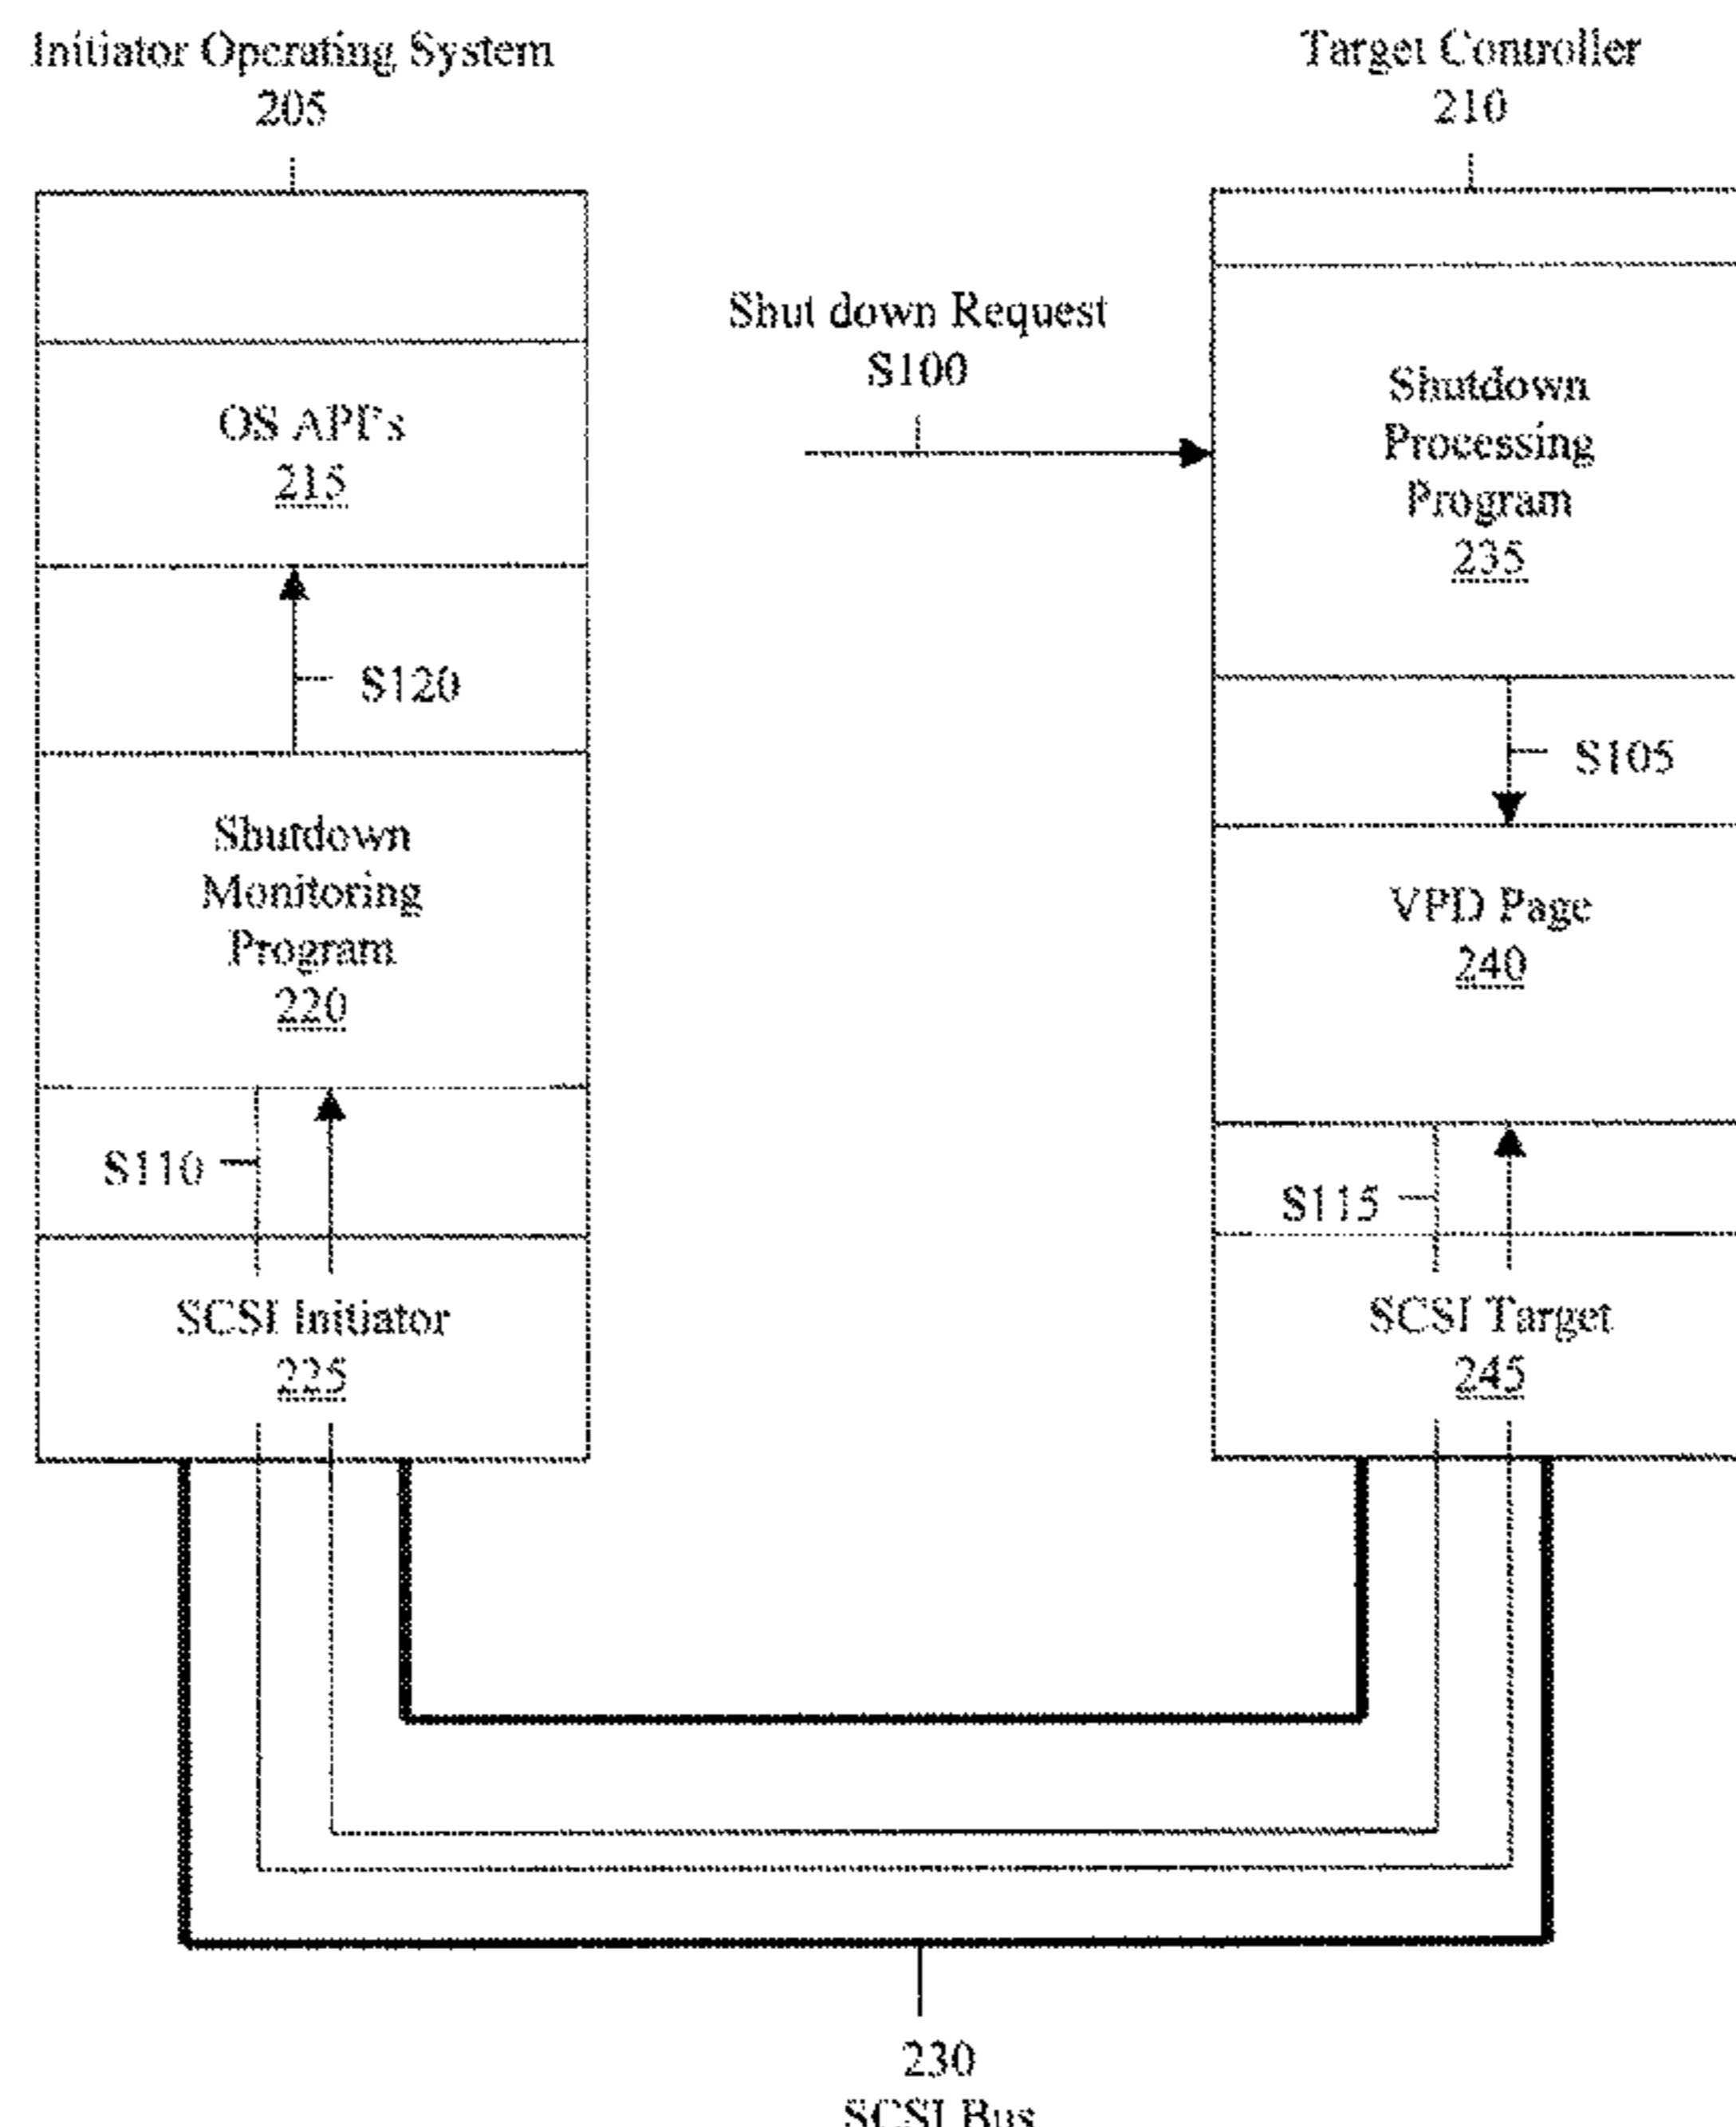 Initiator Operating System
205
Target Controller
210
Shut down Request
S100
OS API's
215
Shutdown
Processing
Program
235
S120
S105
Shutdown
Monitoring
Program
220
VPD Page
240
S110
S115
SCSI Initiator
225
SCSI Target
245
230
SCSI Bus